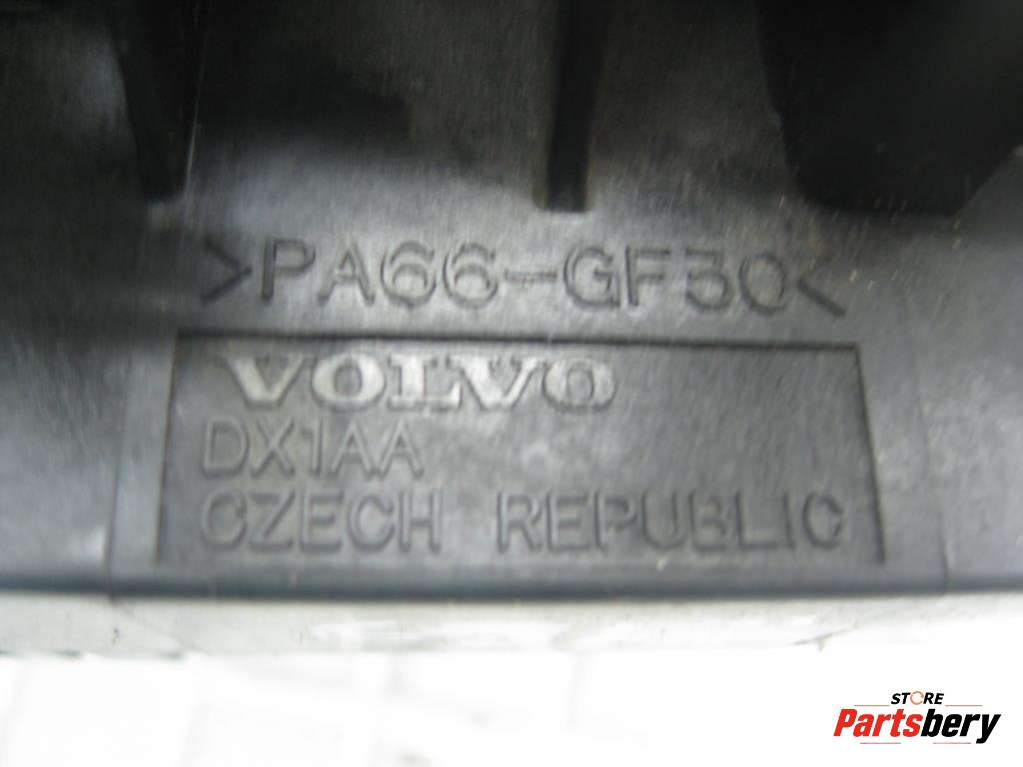 >PA66-GF30<
VOLVO
DX1AA
CZECH REPUBLIC
STORE
Partsbery